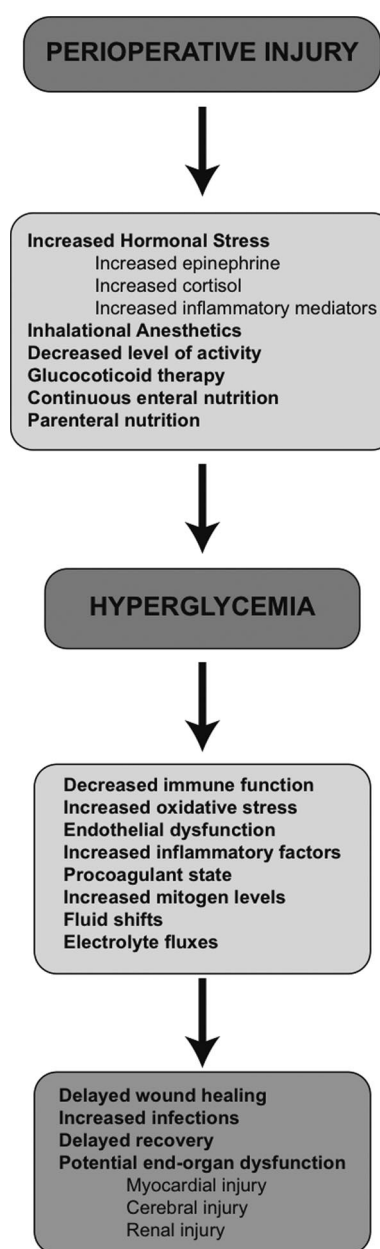 PERIOPERATIVE INJURY
Increased Hormonal Stress
Increased epinephrine
Increased cortisol
Increased inflammatory mediators
Inhalational Anesthetics
Decreased level of activity
Glucocoticoid therapy
Continuous enteral nutrition
Parenteral nutrition
HYPERGLYCEMIA
Decreased immune function
Increased oxidative stress
Endothelial dysfunction
Increased inflammatory factors
Procoagulant state
Increased mitogen levels
Fluid shifts
Electrolyte fluxes
Delayed wound healing
Increased infections
Delayed recovery
Potential end-organ dysfunction
Myocardial injury
Cerebral injury
Renal injury